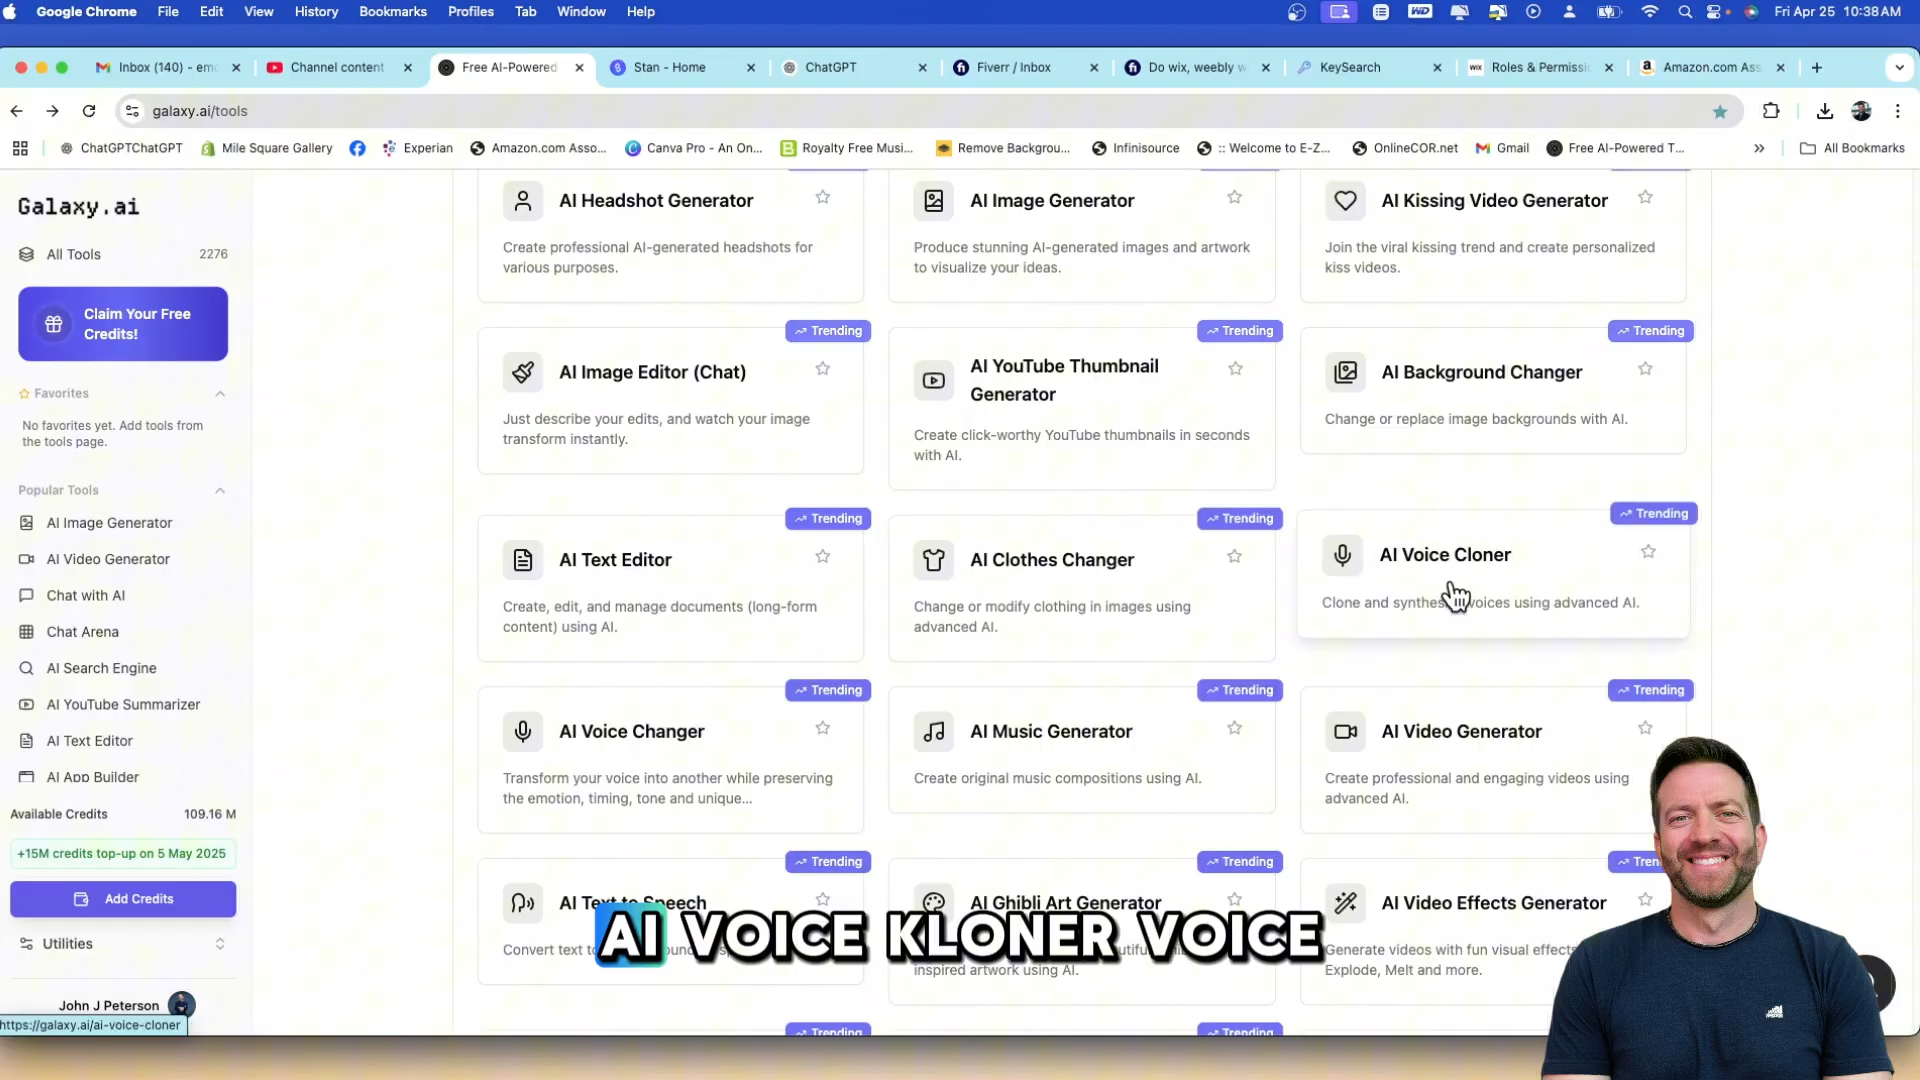 Google Chrome File Edit View History Bookmarks Profiles Tab Window Help
WD
Fri Apr 25 10:38 AM
Inbox (140) - em
Channel content
Free AI-Powered
Stan - Home
ChatGPT
Fiverr / Inbox
Do wix, weebly w
KeySearch
WIX Roles & Permissi
Amazon.com Ass
galaxy.ai/tools
ChatGPTChatGPT
Mile Square Gallery
Experian
Amazon.com Asso...
Canva Pro - An On...
Royalty Free Musi...
Remove Backgrou...
Infinisource
:: Welcome to E-Z...
OnlineCOR.net
Gmail
Free AI-Powered T...
All Bookmarks
Galaxy.ai
All Tools 2276
Claim Your Free
Credits!
Favorites
No favorites yet. Add tools from
the tools page.
Popular Tools
AI Image Generator
AI Video Generator
Chat with AI
Chat Arena
AI Search Engine
AI YouTube Summarizer
AI Text Editor
AI App Builder
Available Credits 109.16 M
+15M credits top-up on 5 May 2025
Add Credits
Utilities
John J Peterson
https://galaxy.ai/ai-voice-cloner
AI Headshot Generator
Create professional AI-generated headshots for
various purposes.
AI Image Generator
Produce stunning AI-generated images and artwork
to visualize your ideas.
AI Kissing Video Generator
Join the viral kissing trend and create personalized
kiss videos.
Trending
AI Image Editor (Chat)
Just describe your edits, and watch your image
transform instantly.
Trending
AI YouTube Thumbnail
Generator
Create click-worthy YouTube thumbnails in seconds
with AI.
Trending
AI Background Changer
Change or replace image backgrounds with AI.
Trending
AI Text Editor
Create, edit, and manage documents (long-form
content) using AI.
Trending
AI Clothes Changer
Change or modify clothing in images using
advanced AI.
Trending
AI Voice Cloner
Clone and synthes voices using advanced AI.
Trending
AI Voice Changer
Transform your voice into another while preserving
the emotion, timing, tone and unique...
Trending
AI Music Generator
Create original music compositions using AI.
Trending
AI Video Generator
Create professional and engaging videos using
advanced AI.
Trending
AI Text to Speech
Convert text
Trending
AI Ghibli Art Generator
inspired artwork using AI.
Tren
AI Video Effects Generator
Generate videos with fun visual effects
Explode, Melt and more.
Trending
Trending
Trending
AI VOICE KLONER VOICE